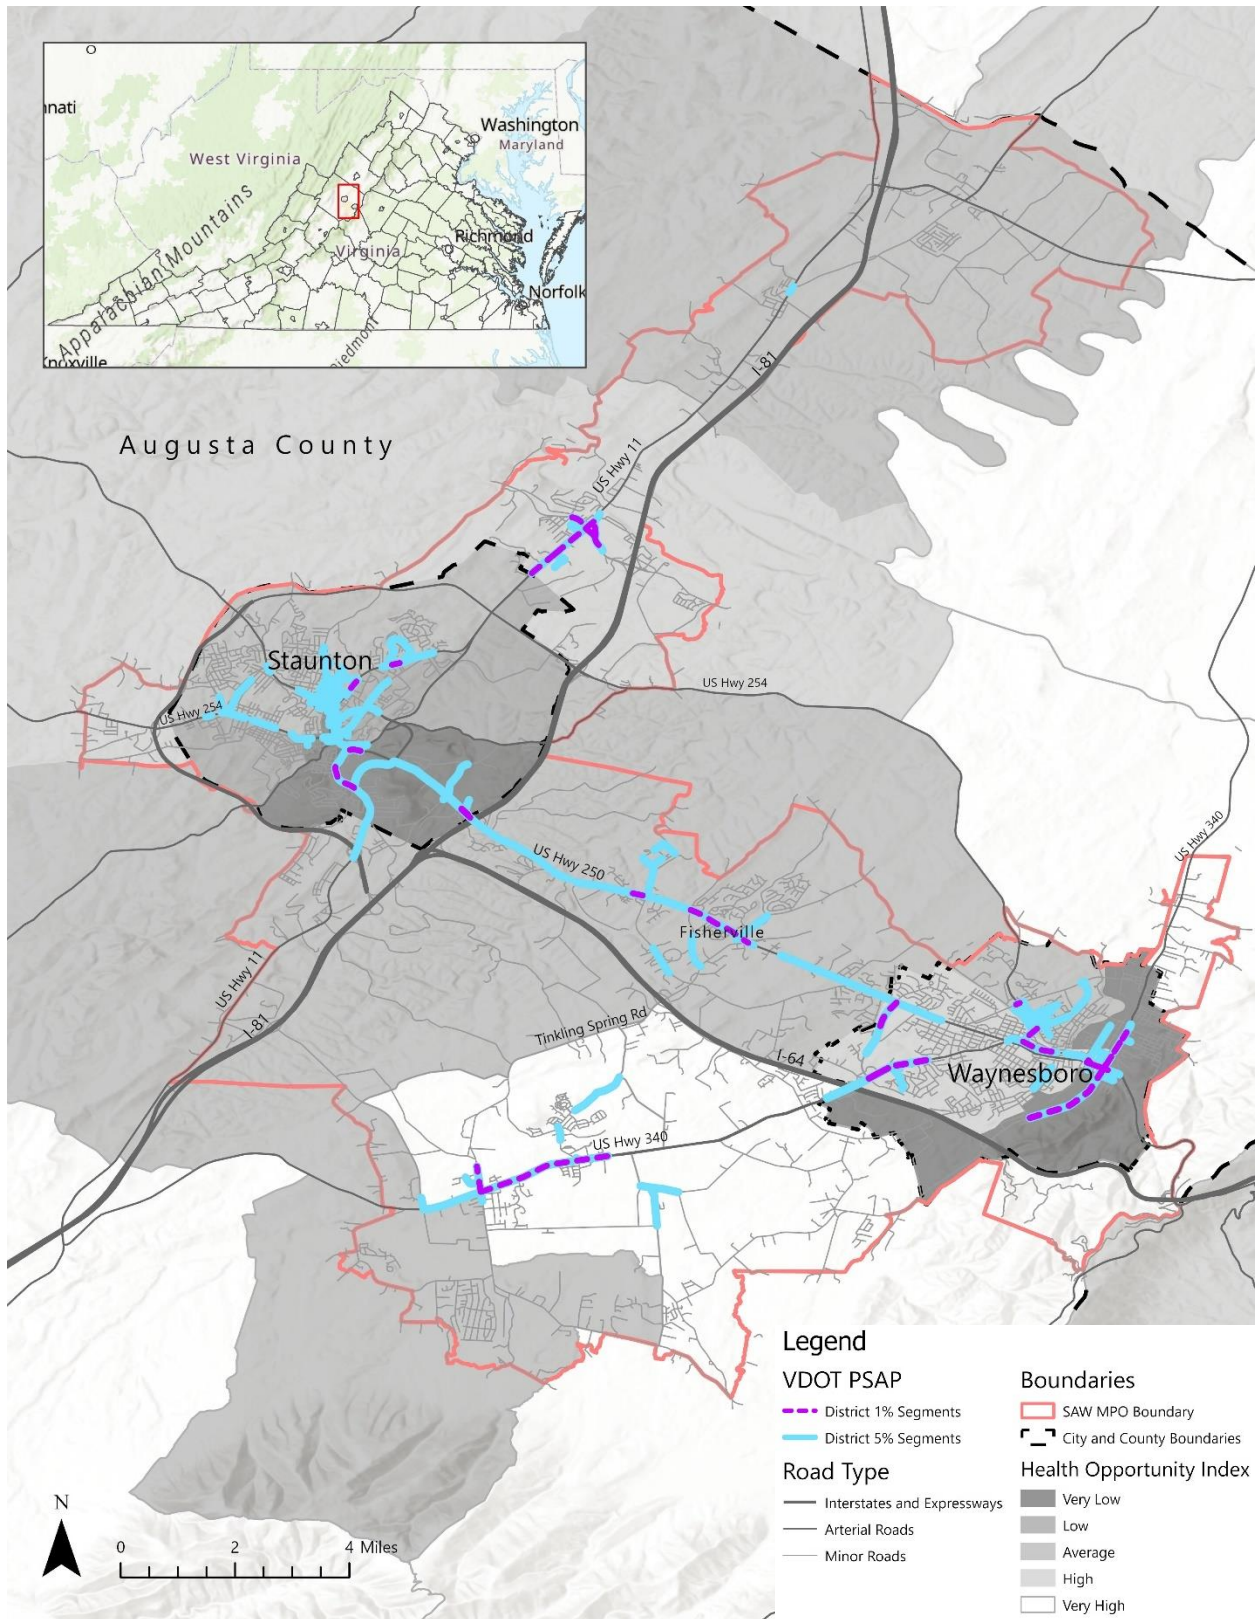 nnati
Washington
Maryland
West Virginia
Appalachian Mountains
Richmond
Virginia
Norfolk
Piedmont
Knoxville
I-81
Augusta County
US Hwy 11
Staunton
US Hwy 254
US Hwy 254
US Hwy 340
US Hwy 250
Fisherville
US Hwy 11
I-81
Tinkling Spring Rd
I-64
Waynesboro
US Hwy 340
Legend
VDOT PSAP
District 1% Segments
District 5% Segments
Road Type
Interstates and Expressways
Arterial Roads
Minor Roads
Boundaries
SAW MPO Boundary
City and County Boundaries
Health Opportunity Index
Very Low
Low
Average
High
Very High
N
0 2 4 Miles